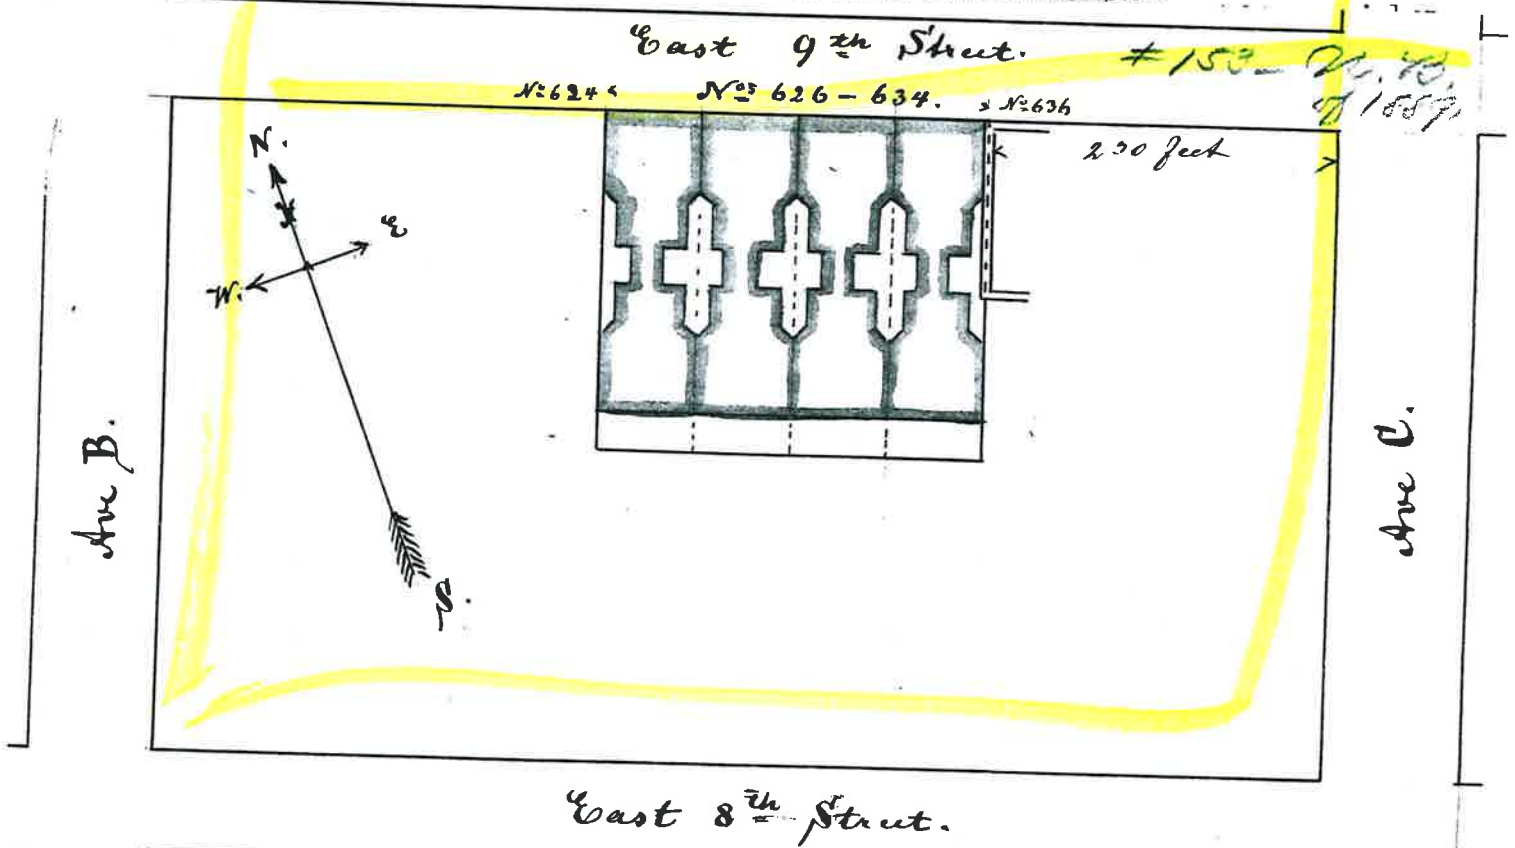 East 9th Street.
# 153 - N. B.
of 1887
No 624
Nos 626 - 634.
No 636
230 feet
N.
E
W.
S.
Ave B.
Ave C.
East 8th Street.